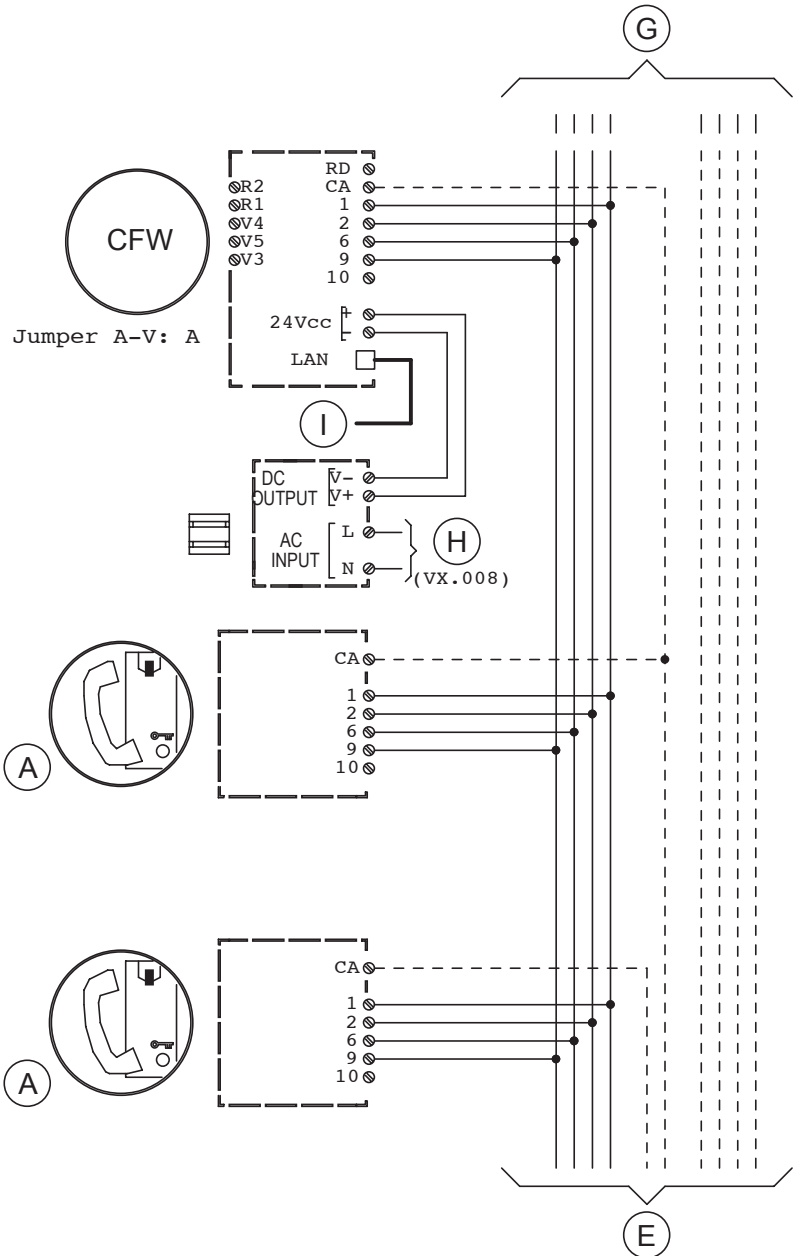 G
RD
CA
1
2
6
9
10
R2
R1
V4
V5
V3
CFW
Jumper A-V: A
24Vcc
+
-
LAN
I
DC
OUTPUT
V-
V+
AC
INPUT
L
N
H
(VX.008)
CA
1
2
6
9
10
A
CA
1
2
6
9
10
A
E